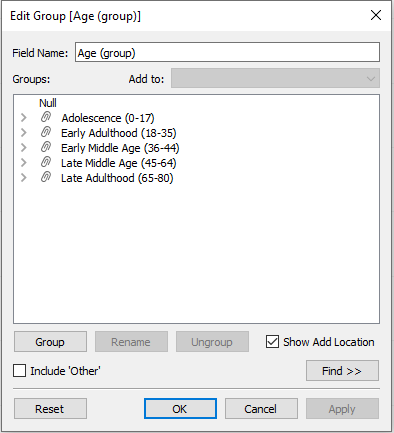 Edit Group [Age (group)]
Field Name: Age (group)
Groups: Add to:
Null
Adolescence (0-17)
Early Adulthood (18-35)
Early Middle Age (36-44)
Late Middle Age (45-64)
Late Adulthood (65-80)
Group Rename Ungroup Show Add Location
Include 'Other' Find >>
Reset OK Cancel Apply